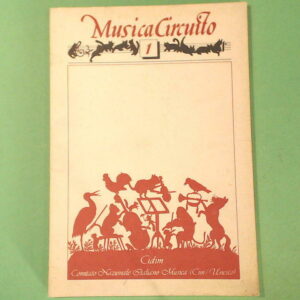 Musica Circuito
1
Cidim
Comitato Nazionale Italiano Musica (Cim/Unesco)